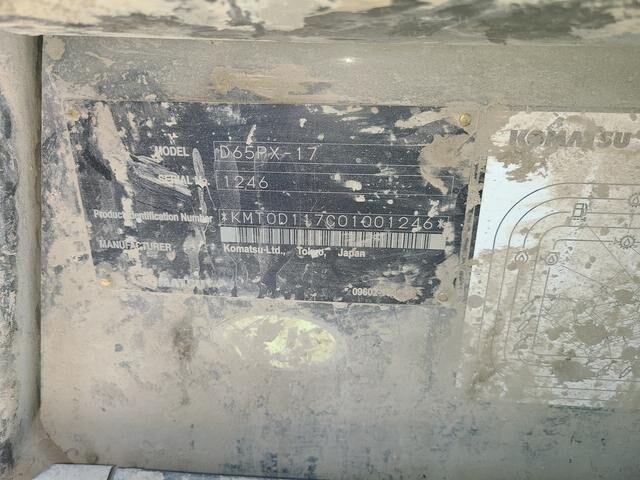 MODEL D65PX-17
SERIAL No. 1246
Product Identification Number *KMT0D117C01001246*
MANUFACTURER Komatsu-Ltd., Tokyo, Japan
KOMATSU